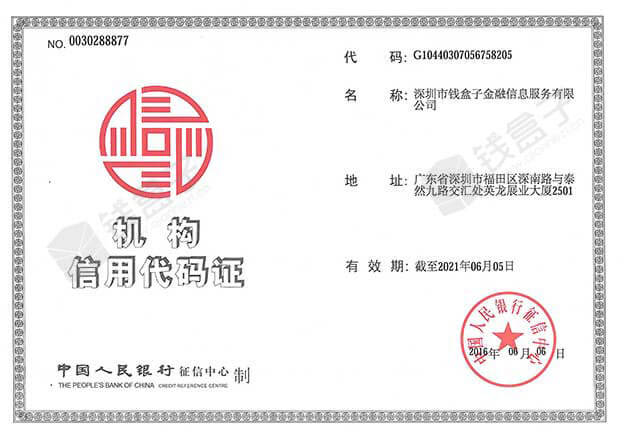 NO. 0030288877
代 码: G10440307056758205
名 称: 深圳市钱盒子金融信息服务有限
公司
地 址: 广东省深圳市福田区深南路与泰
然九路交汇处英龙展业大厦2501
机 构
信用代码证
有 效 期: 截至2021年06月05日
中国人民银行征信中心
2016年 06月 06日
中国人民银行 征信中心 制
THE PEOPLE'S BANK OF CHINA CREDIT REFERENCE CENTRE
钱盒子
钱盒子